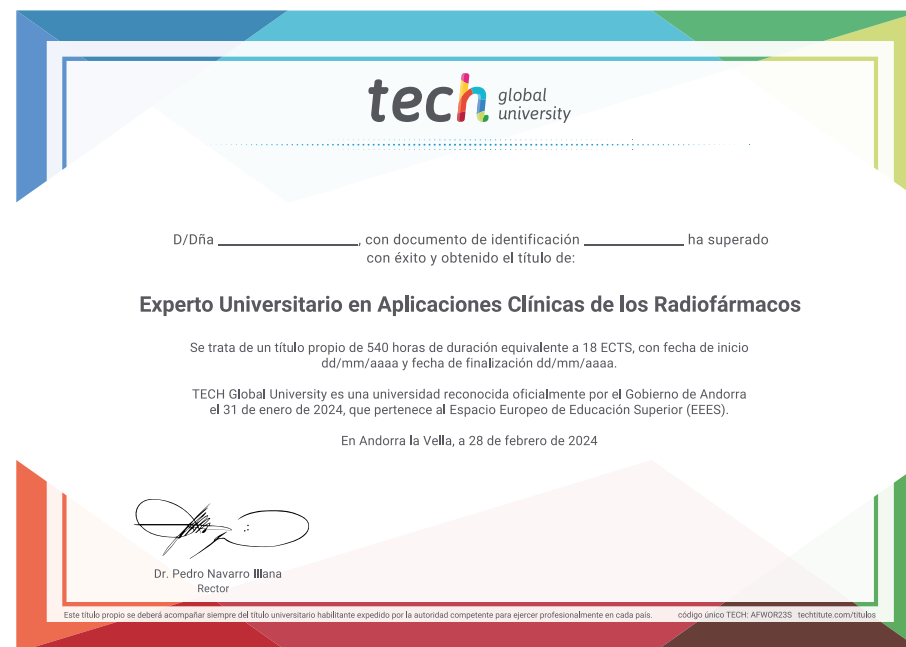 tech global university
D/Dña ______________, con documento de identificación __________ ha superado
con éxito y obtenido el título de:
Experto Universitario en Aplicaciones Clínicas de los Radiofármacos
Se trata de un título propio de 540 horas de duración equivalente a 18 ECTS, con fecha de inicio
dd/mm/aaaa y fecha de finalización dd/mm/aaaa.
TECH Global University es una universidad reconocida oficialmente por el Gobierno de Andorra
el 31 de enero de 2024, que pertenece al Espacio Europeo de Educación Superior (EEES).
En Andorra la Vella, a 28 de febrero de 2024
Dr. Pedro Navarro Illana
Rector
Este título propio se deberá acompañar siempre del título universitario habilitante expedido por la autoridad competente para ejercer profesionalmente en cada país. código único TECH: AFWOR23S techtitute.com/titulos